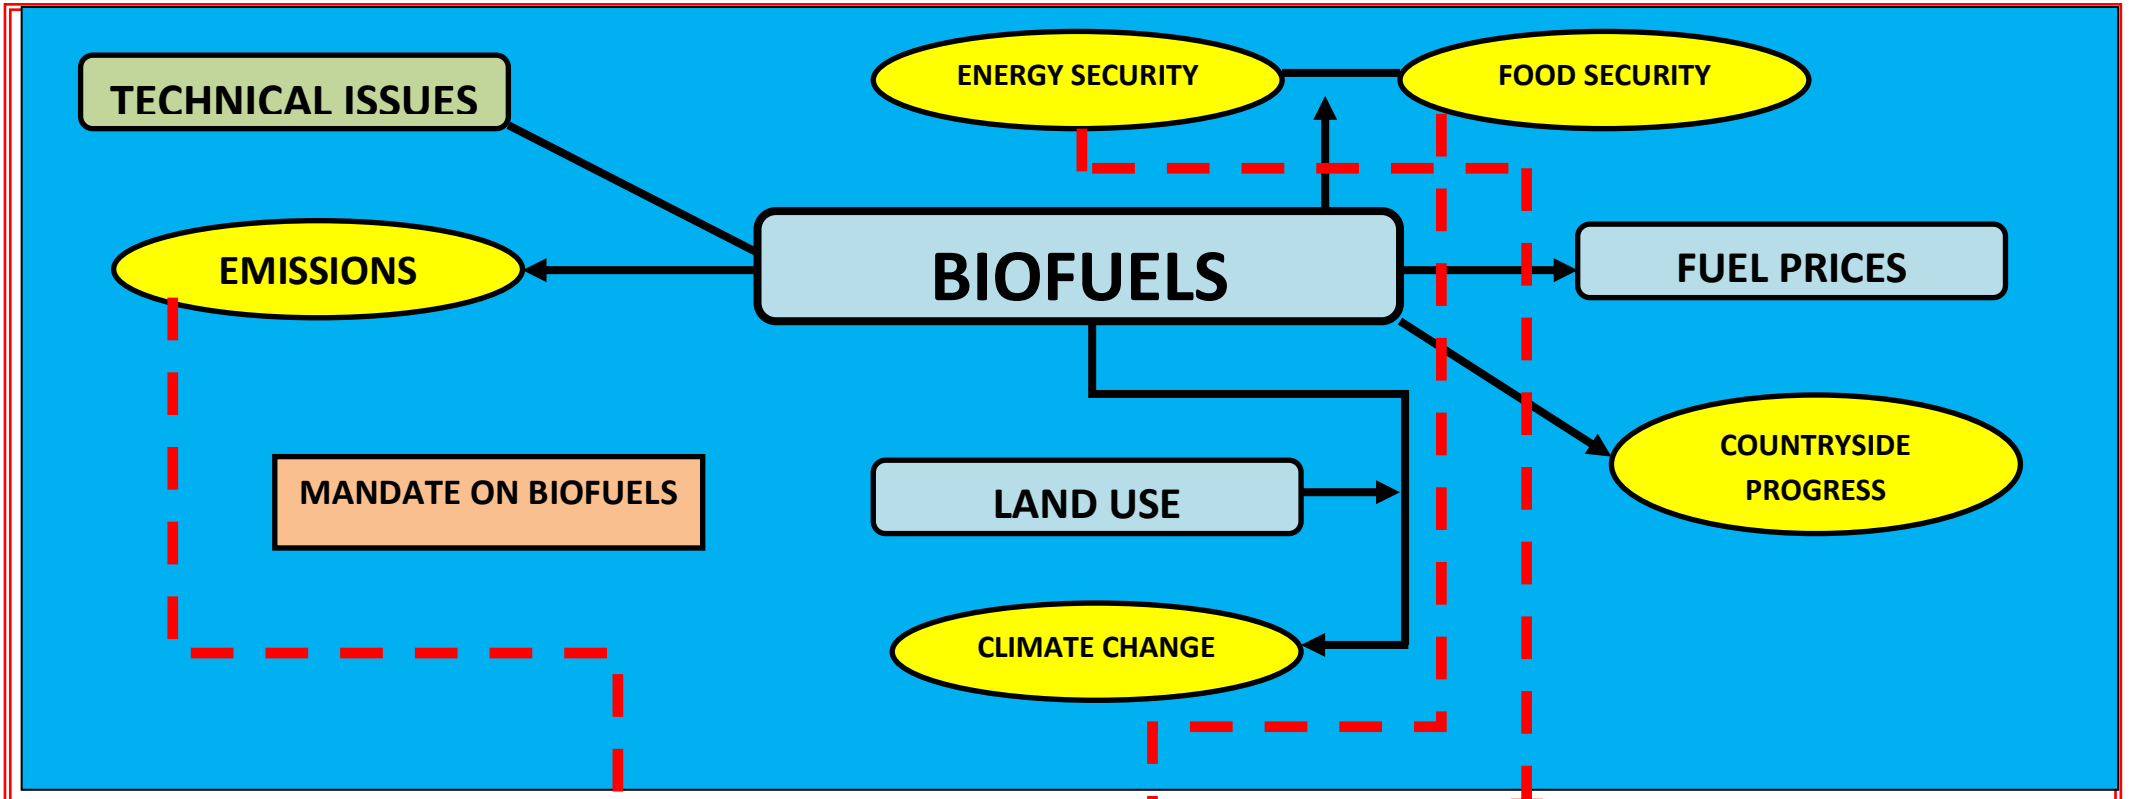 TECHNICAL ISSUES
ENERGY SECURITY
FOOD SECURITY
EMISSIONS
BIOFUELS
FUEL PRICES
MANDATE ON BIOFUELS
LAND USE
COUNTRYSIDE
PROGRESS
CLIMATE CHANGE